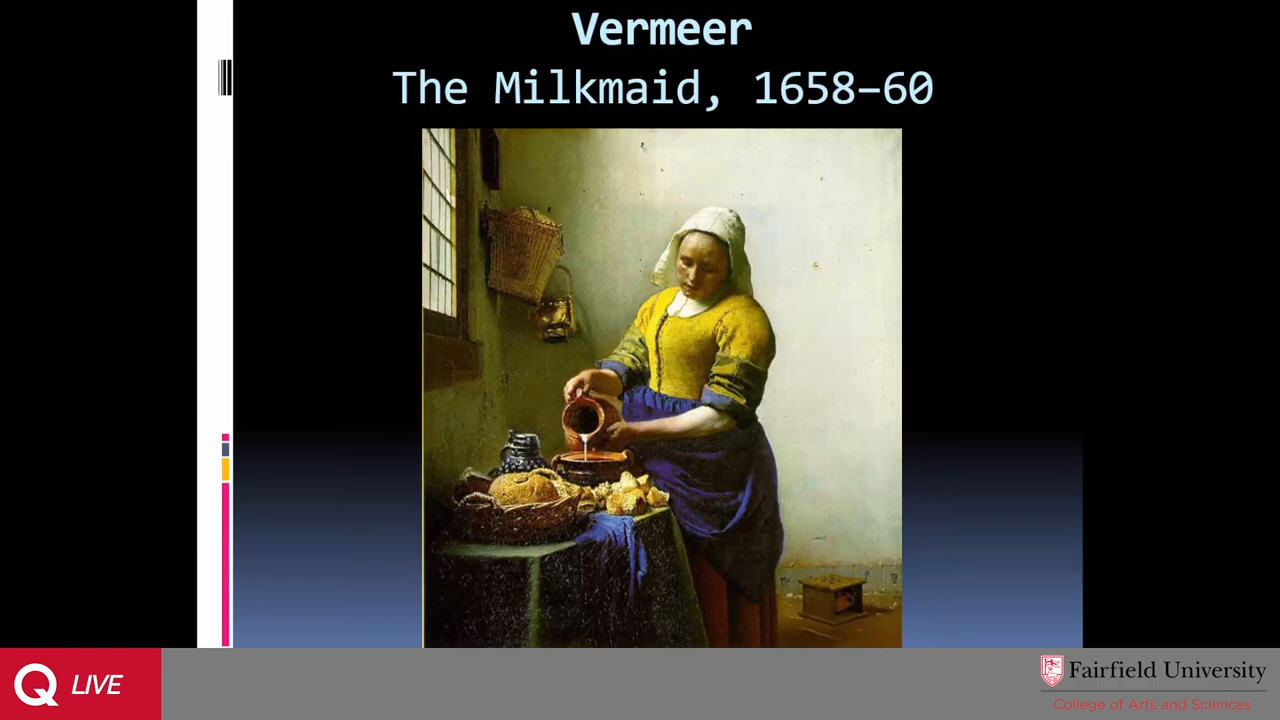 Vermeer
The Milkmaid, 1658–60
Q LIVE
Fairfield University
College of Arts and Sciences